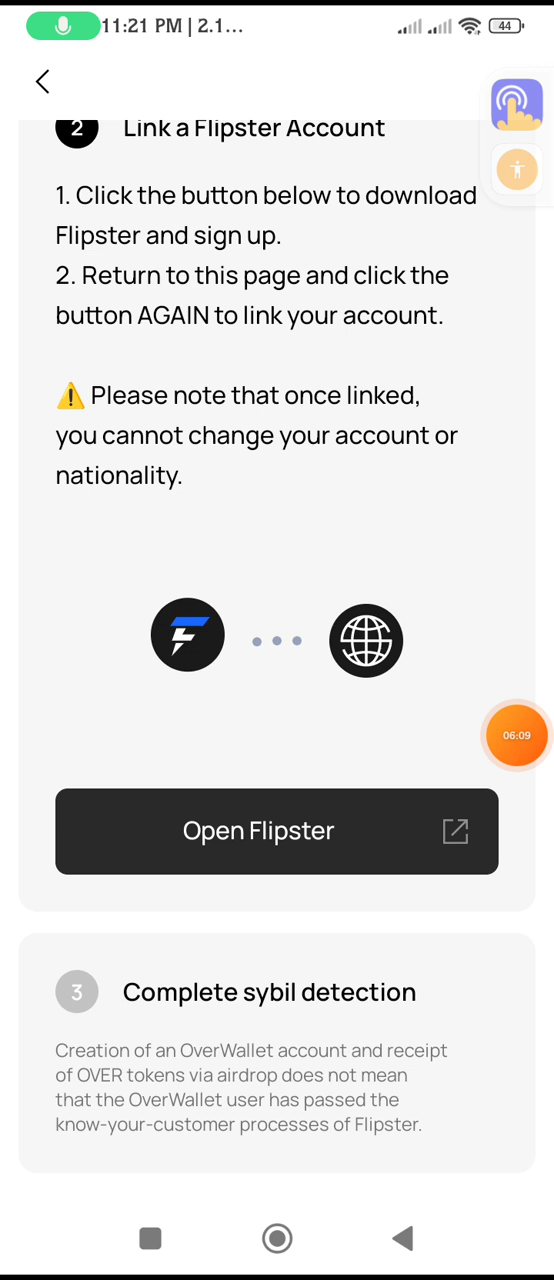 11:21 PM | 2.1...
44
2 Link a Flipster Account
1. Click the button below to download
Flipster and sign up.
2. Return to this page and click the
button AGAIN to link your account.
⚠️ Please note that once linked,
you cannot change your account or
nationality.
06:09
Open Flipster
3 Complete sybil detection
Creation of an OverWallet account and receipt
of OVER tokens via airdrop does not mean
that the OverWallet user has passed the
know-your-customer processes of Flipster.